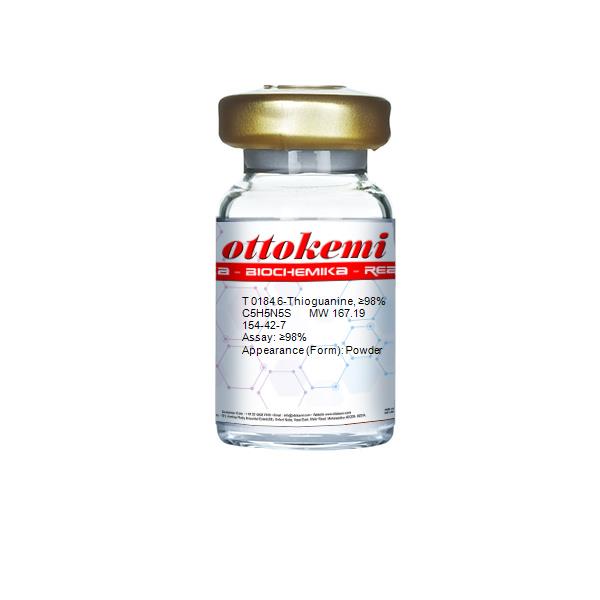 ottokemi
A - BIOCHEMIKA - REA
T 0184.6-Thioguanine, ≥98%
C5H5N5S MW 167.19
154-42-7
Assay: ≥98%
Appearance (Form): Powder